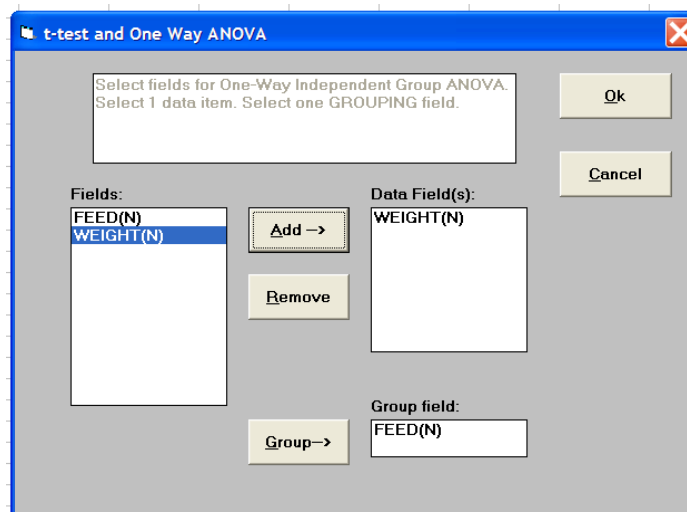 t-test and One Way ANOVA
Select fields for One-Way Independent Group ANOVA.
Select 1 data item. Select one GROUPING field.
Ok
Cancel
Fields:
FEED(N)
WEIGHT(N)
Add -->
Remove
Data Field(s):
WEIGHT(N)
Group-->
Group field:
FEED(N)